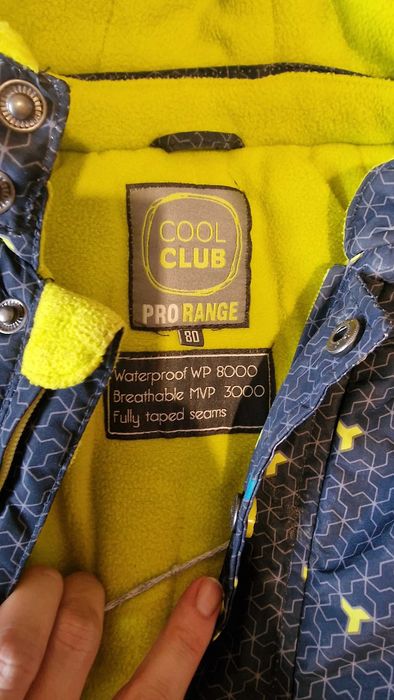 COOL
CLUB
PRO RANGE
80
Waterproof WP 8000
Breathable MVP 3000
Fully taped seams